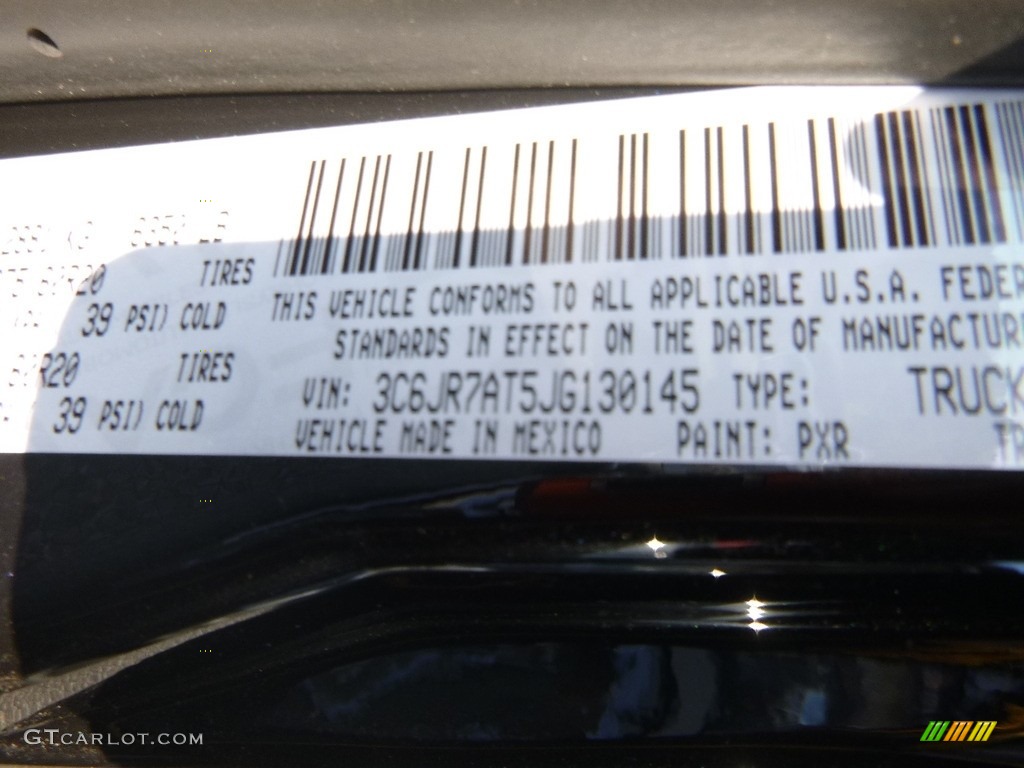 TIRES
39 PSI) COLD
TIRES
39 PSI) COLD
THIS VEHICLE CONFORMS TO ALL APPLICABLE U.S.A. FEDER
STANDARDS IN EFFECT ON THE DATE OF MANUFACTURE
VIN: 3C6JR7AT5JG130145 TYPE: TRUCK
VEHICLE MADE IN MEXICO PAINT: PXR
GTCARLOT.COM